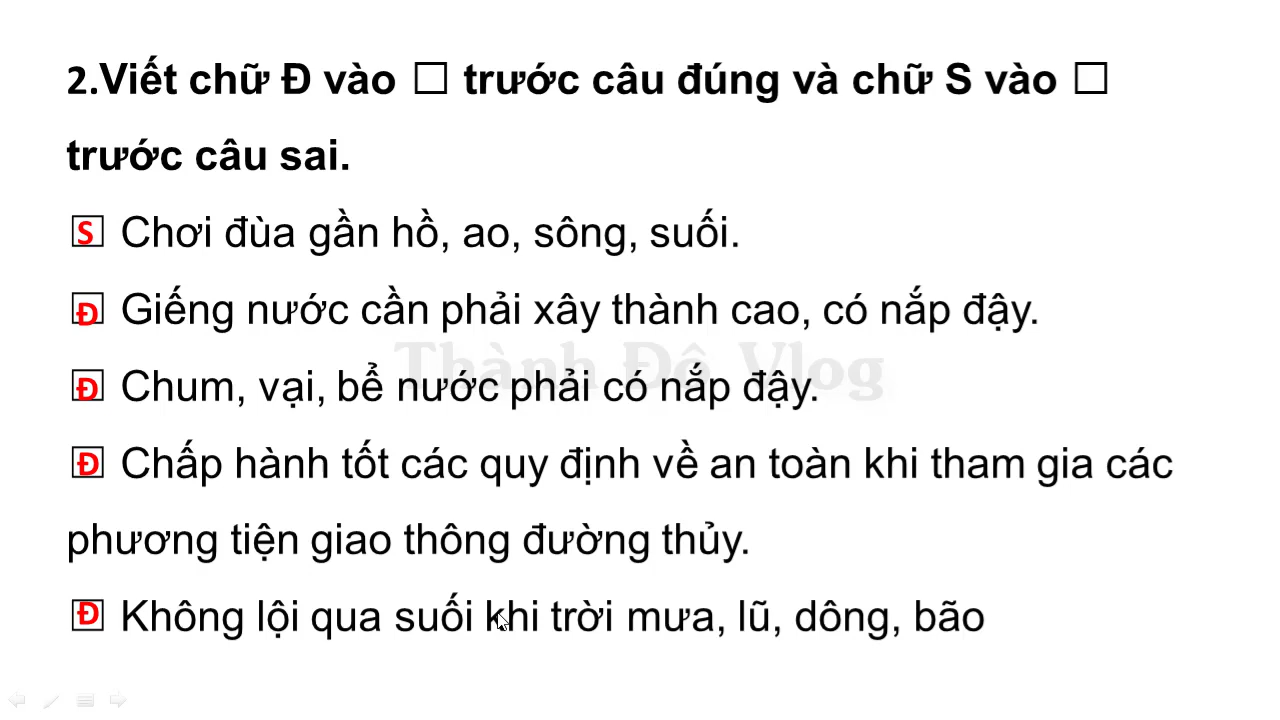 2.Viết chữ Đ vào □ trước câu đúng và chữ S vào □
trước câu sai.
S Chơi đùa gần hồ, ao, sông, suối.
Đ Giếng nước cần phải xây thành cao, có nắp đậy.
Thành Đô Vlog
Đ Chum, vại, bể nước phải có nắp đậy.
Đ Chấp hành tốt các quy định về an toàn khi tham gia các
phương tiện giao thông đường thủy.
Đ Không lội qua suối khi trời mưa, lũ, dông, bão